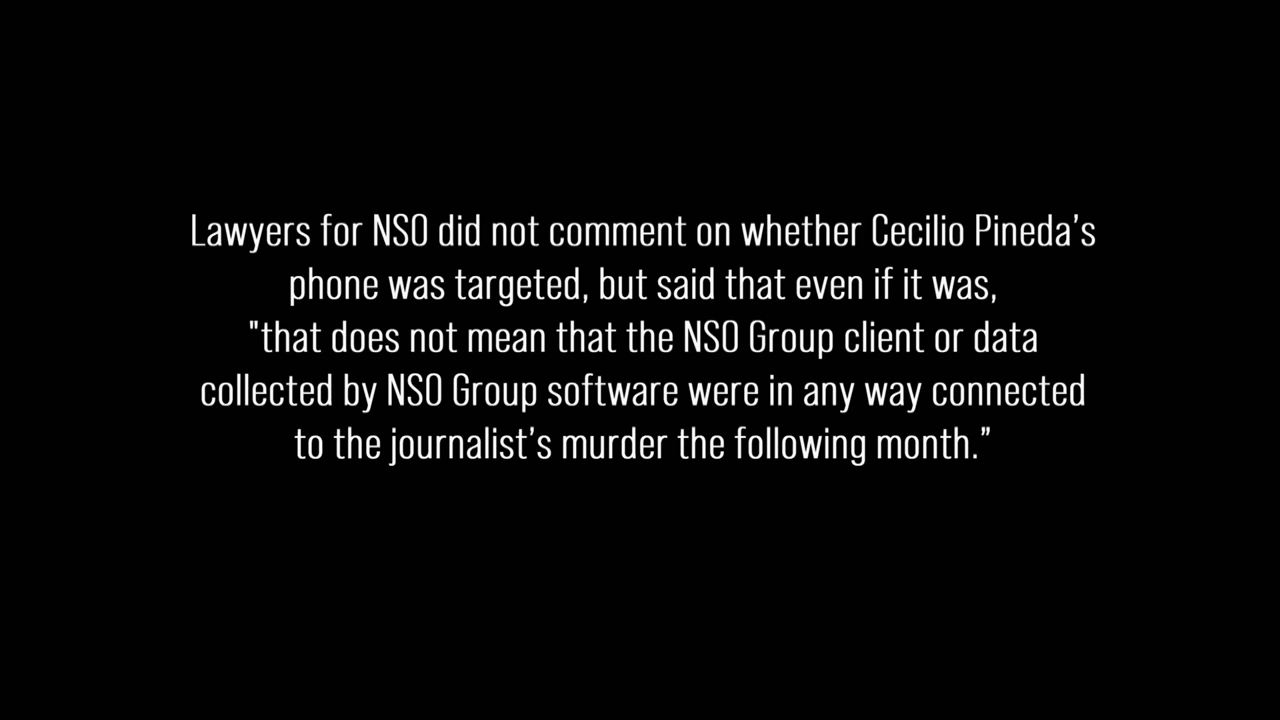 Lawyers for NSO did not comment on whether Cecilio Pineda’s
phone was targeted, but said that even if it was,
"that does not mean that the NSO Group client or data
collected by NSO Group software were in any way connected
to the journalist’s murder the following month.”